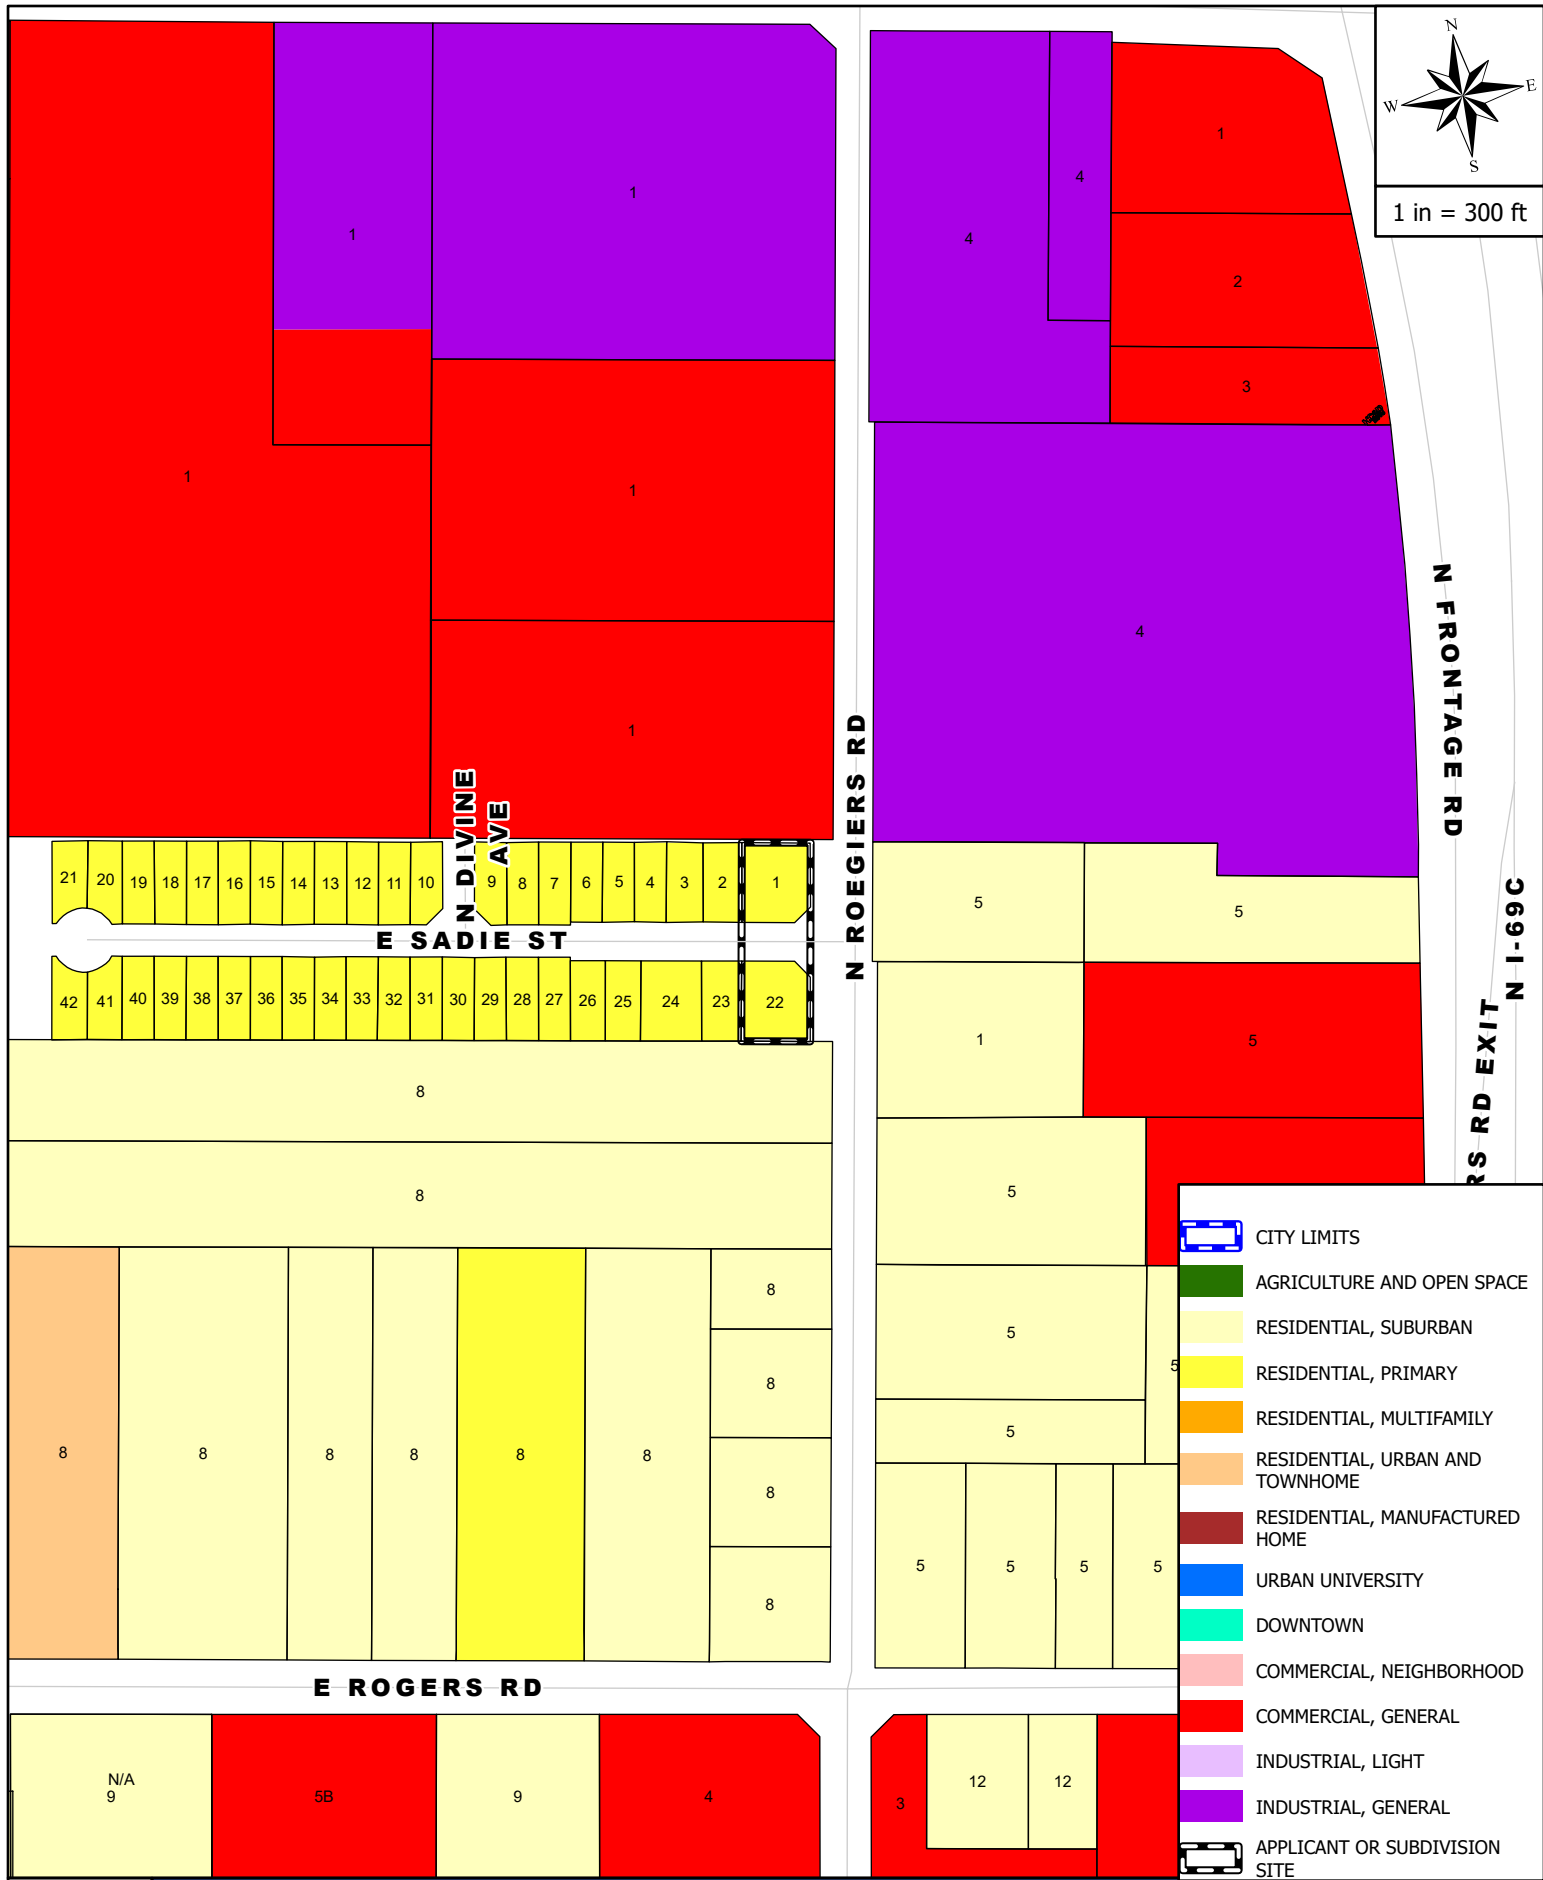 N
W
E
S
1 in = 300 ft
1
1
1
4
4
1
2
3
1
1
1
4
N FRONTAGE RD
N ROEGIERS RD
N DIVINE
AVE
21 20 19 18 17 16 15 14 13 12 11 10 9 8 7 6 5 4 3 2 1
E SADIE ST
42 41 40 39 38 37 36 35 34 33 32 31 30 29 28 27 26 25 24 23 22
5
5
N I-69C
1
5
RS RD EXIT
8
8
5
5
5
5
8
8
8
8
8
8
8
8
8
8
5
5
5
5
E ROGERS RD
N/A
9
5B
9
4
3
12
12
CITY LIMITS
AGRICULTURE AND OPEN SPACE
RESIDENTIAL, SUBURBAN
RESIDENTIAL, PRIMARY
RESIDENTIAL, MULTIFAMILY
RESIDENTIAL, URBAN AND
TOWNHOME
RESIDENTIAL, MANUFACTURED
HOME
URBAN UNIVERSITY
DOWNTOWN
COMMERCIAL, NEIGHBORHOOD
COMMERCIAL, GENERAL
INDUSTRIAL, LIGHT
INDUSTRIAL, GENERAL
APPLICANT OR SUBDIVISION
SITE